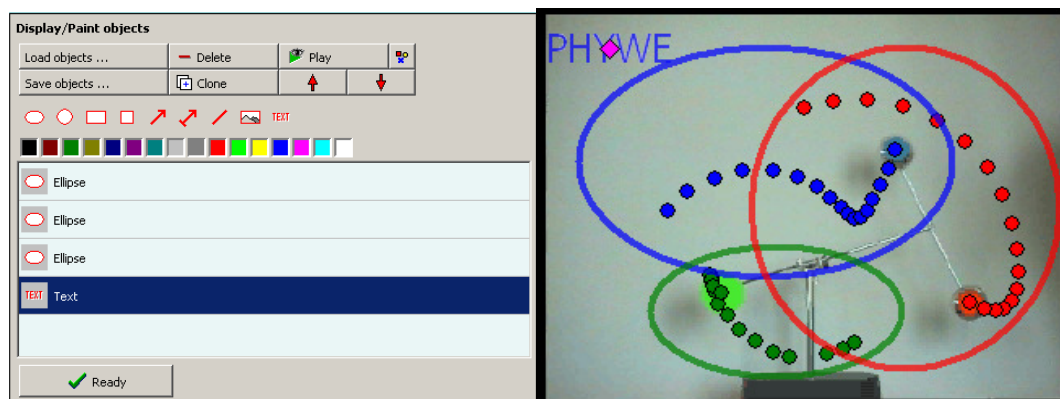 Display/Paint objects
Load objects ...
Delete
Play
Save objects ...
Clone
TEXT
Ellipse
Ellipse
Ellipse
TEXT Text
Ready
PHYWE